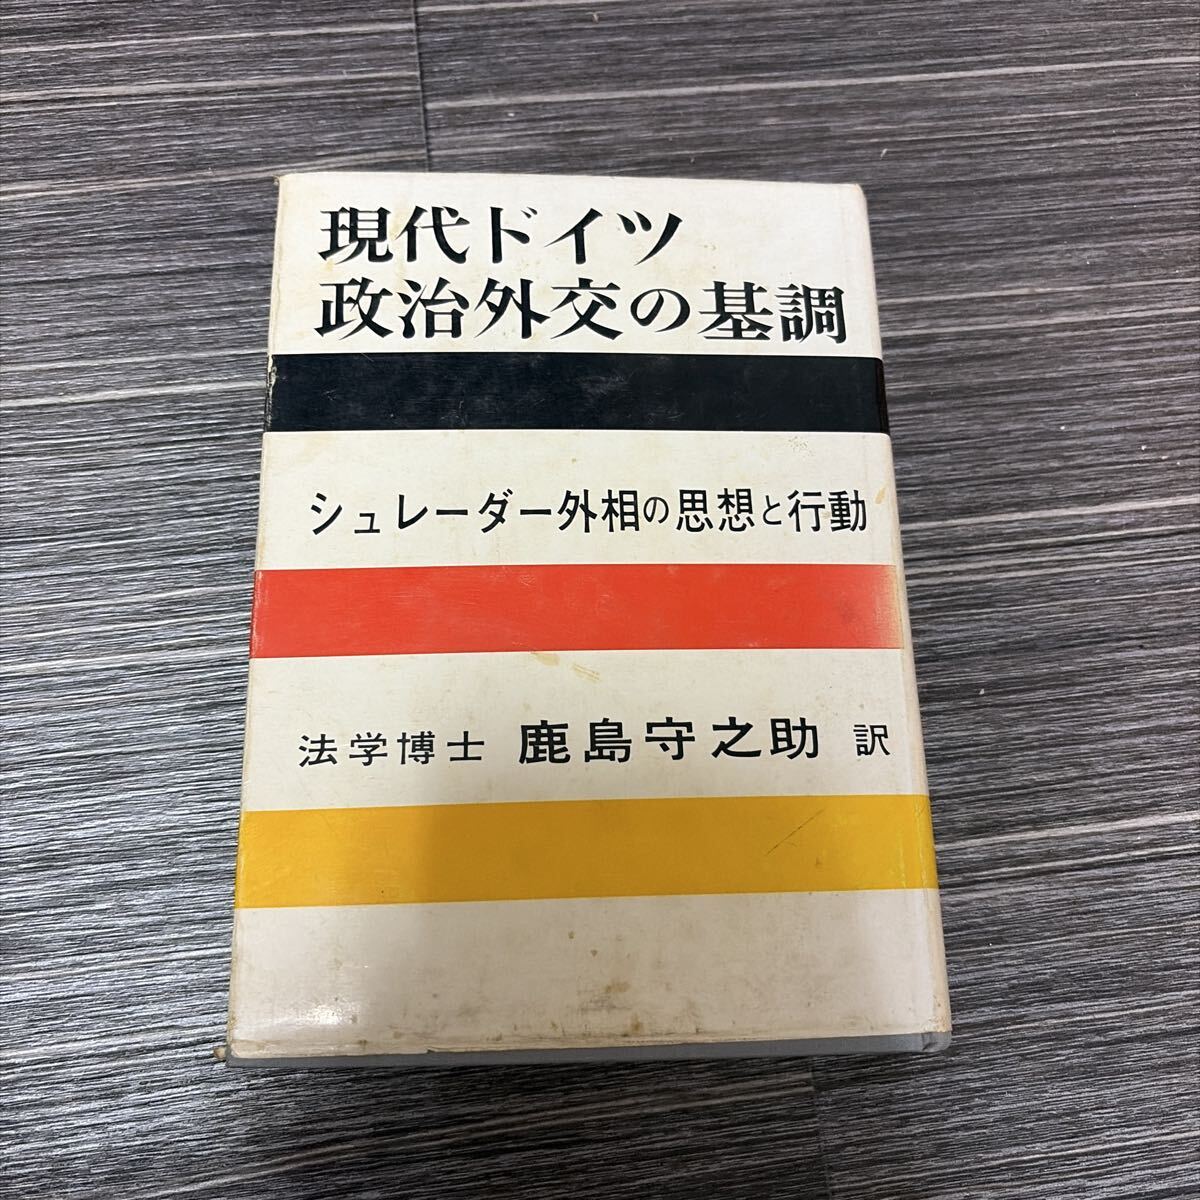 現代ドイツ
政治外交の基調
シュレーダー外相の思想と行動
法学博士 鹿島守之助 訳